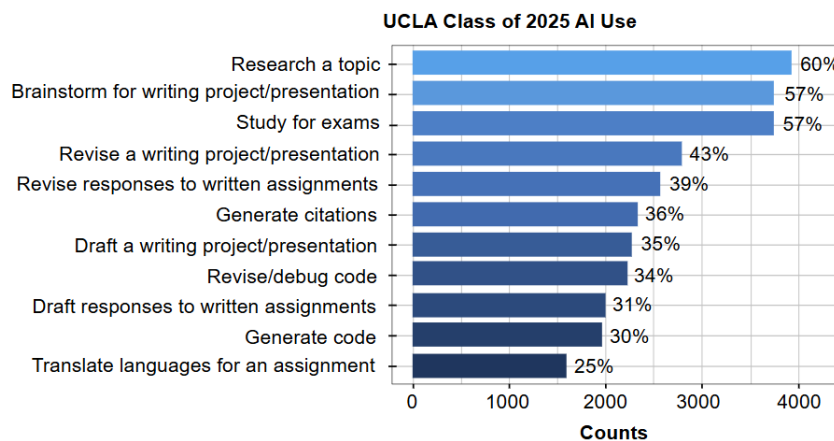 UCLA Class of 2025 AI Use
Research a topic 60%
Brainstorm for writing project/presentation 57%
Study for exams 57%
Revise a writing project/presentation 43%
Revise responses to written assignments 39%
Generate citations 36%
Draft a writing project/presentation 35%
Revise/debug code 34%
Draft responses to written assignments 31%
Generate code 30%
Translate languages for an assignment 25%
0 1000 2000 3000 4000
Counts